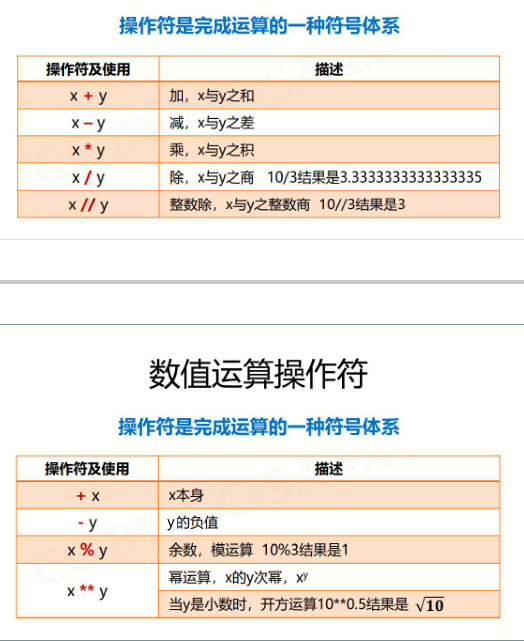 操作符是完成运算的一种符号体系
操作符及使用 描述
x + y 加，x与y之和
x – y 减，x与y之差
x * y 乘，x与y之积
x / y 除，x与y之商 10/3结果是3.3333333333333335
x // y 整数除，x与y之整数商 10//3结果是3
数值运算操作符
操作符是完成运算的一种符号体系
操作符及使用 描述
+ x x本身
- y y的负值
x % y 余数，模运算 10%3结果是1
x ** y 幂运算，x的y次幂，xʸ
当y是小数时，开方运算10**0.5结果是 √10